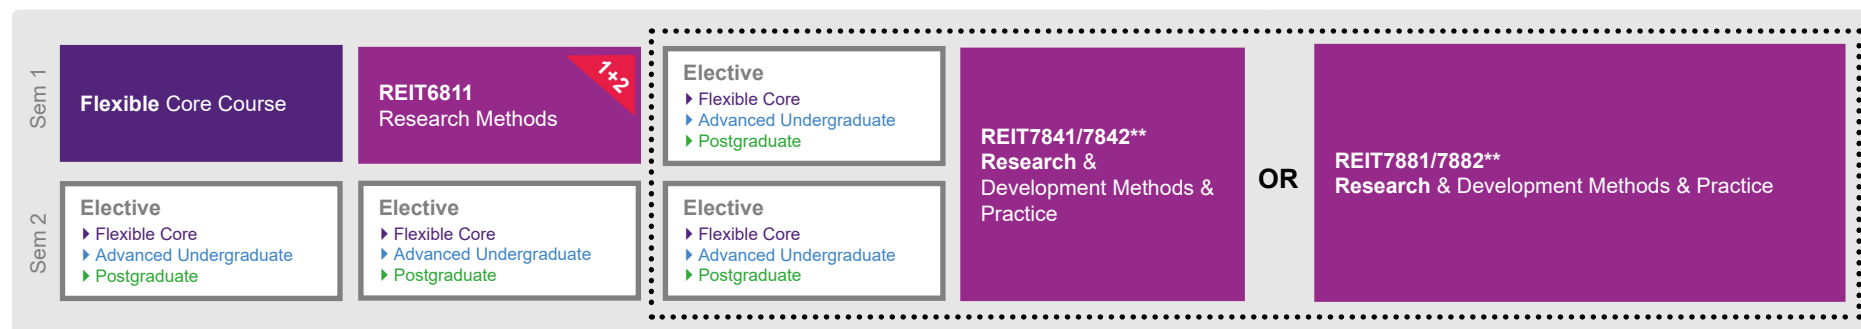 Sem 1
Flexible Core Course
REIT6811
Research Methods
1+2
Elective
Flexible Core
Advanced Undergraduate
Postgraduate
REIT7841/7842**
Research &
Development Methods &
Practice
OR
REIT7881/7882**
Research & Development Methods & Practice
Sem 2
Elective
Flexible Core
Advanced Undergraduate
Postgraduate
Elective
Flexible Core
Advanced Undergraduate
Postgraduate
Elective
Flexible Core
Advanced Undergraduate
Postgraduate